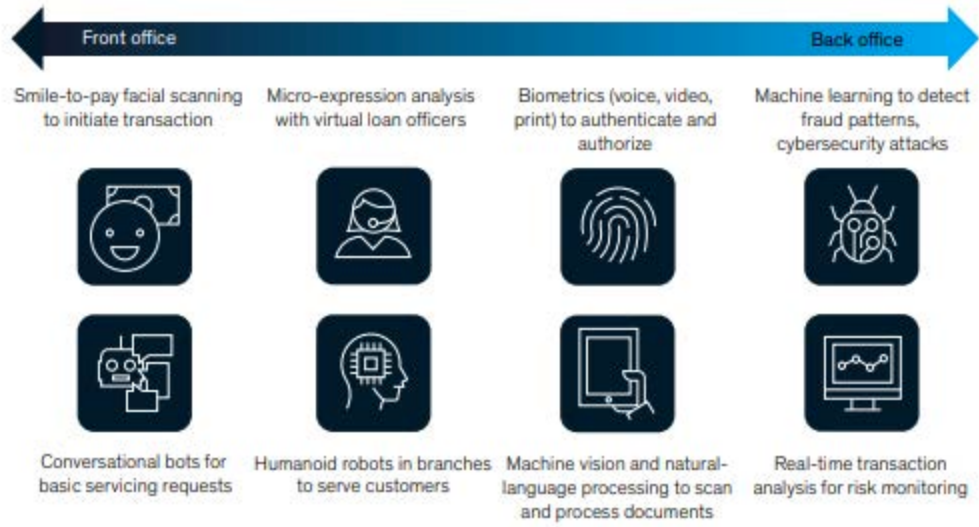 Front office
Back office
Smile-to-pay facial scanning
to initiate transaction
Micro-expression analysis
with virtual loan officers
Biometrics (voice, video,
print) to authenticate and
authorize
Machine learning to detect
fraud patterns,
cybersecurity attacks
Conversational bots for
basic servicing requests
Humanoid robots in branches
to serve customers
Machine vision and natural-
language processing to scan
and process documents
Real-time transaction
analysis for risk monitoring